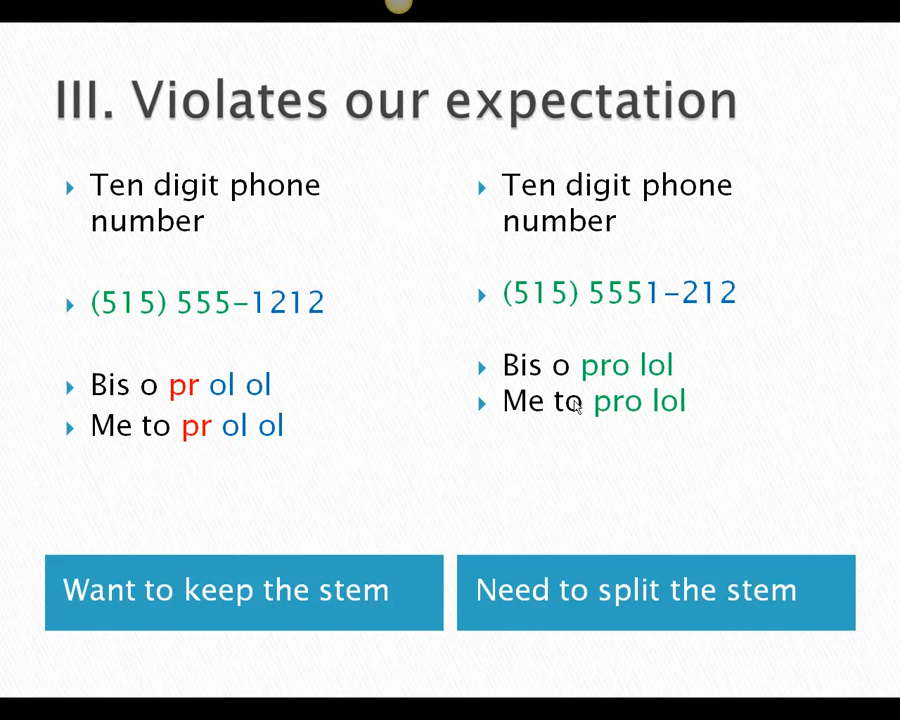 III. Violates our expectation
Ten digit phone
number
(515) 555-1212
Bis o pr ol ol
Me to pr ol ol
Want to keep the stem
Ten digit phone
number
(515) 5551-212
Bis o pro lol
Me to pro lol
Need to split the stem